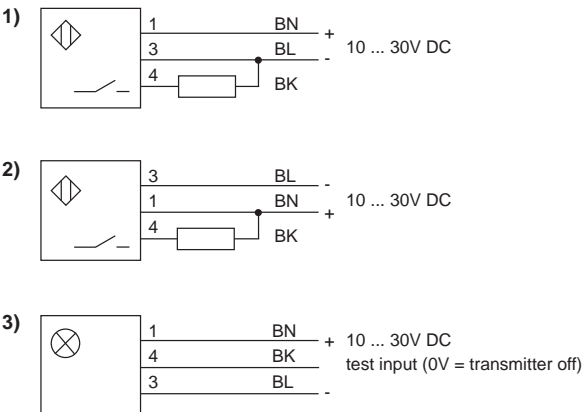 1)
1 BN +
3 BL - 10 ... 30V DC
4 BK
2)
3 BL -
1 BN + 10 ... 30V DC
4 BK
3)
1 BN + 10 ... 30V DC
4 BK test input (0V = transmitter off)
3 BL -